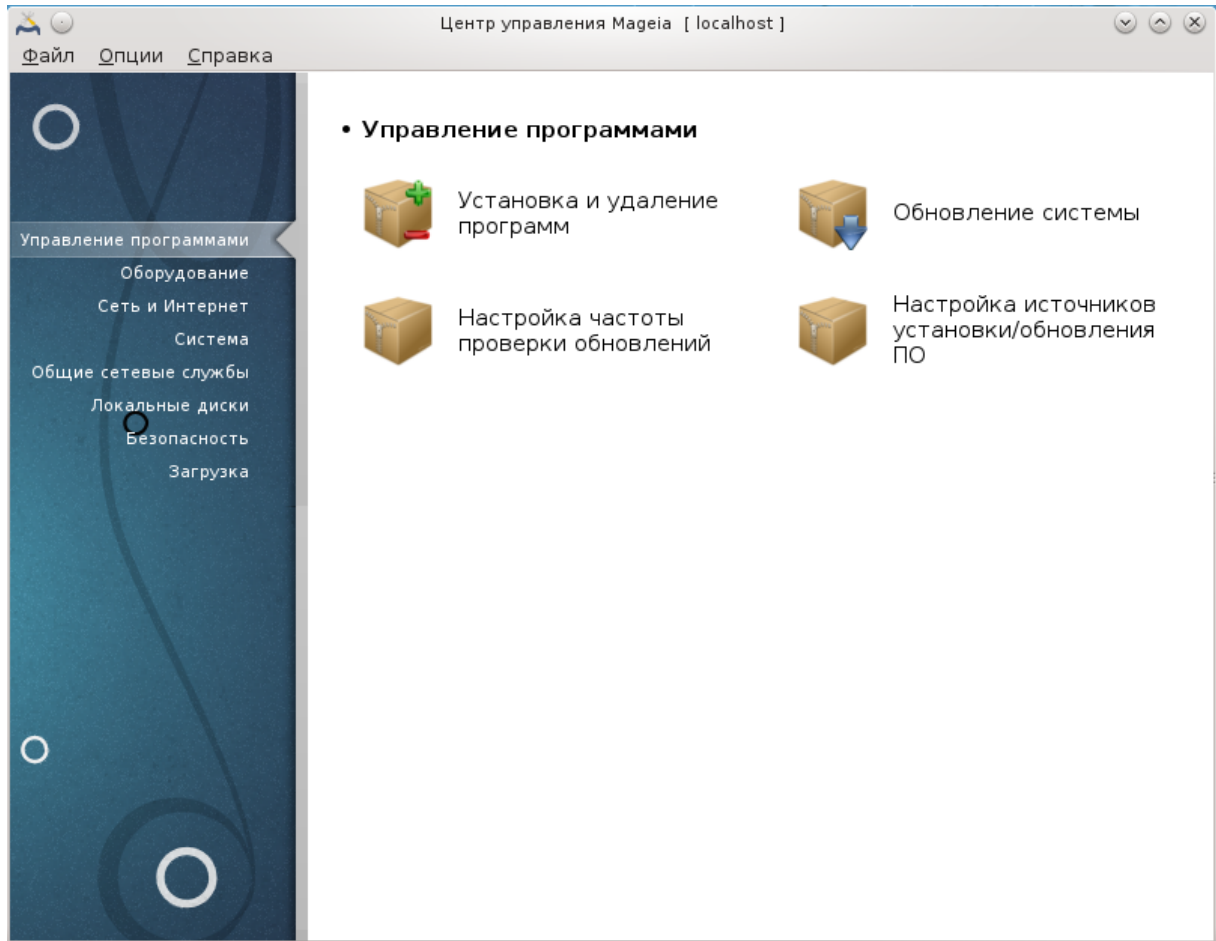 Центр управления Mageia [ localhost ]
Файл Опции Справка
Управление программами
Оборудование
Сеть и Интернет
Система
Общие сетевые службы
Локальные диски
Безопасность
Загрузка
• Управление программами
Установка и удаление
программ
Обновление системы
Настройка частоты
проверки обновлений
Настройка источников
установки/обновления
ПО